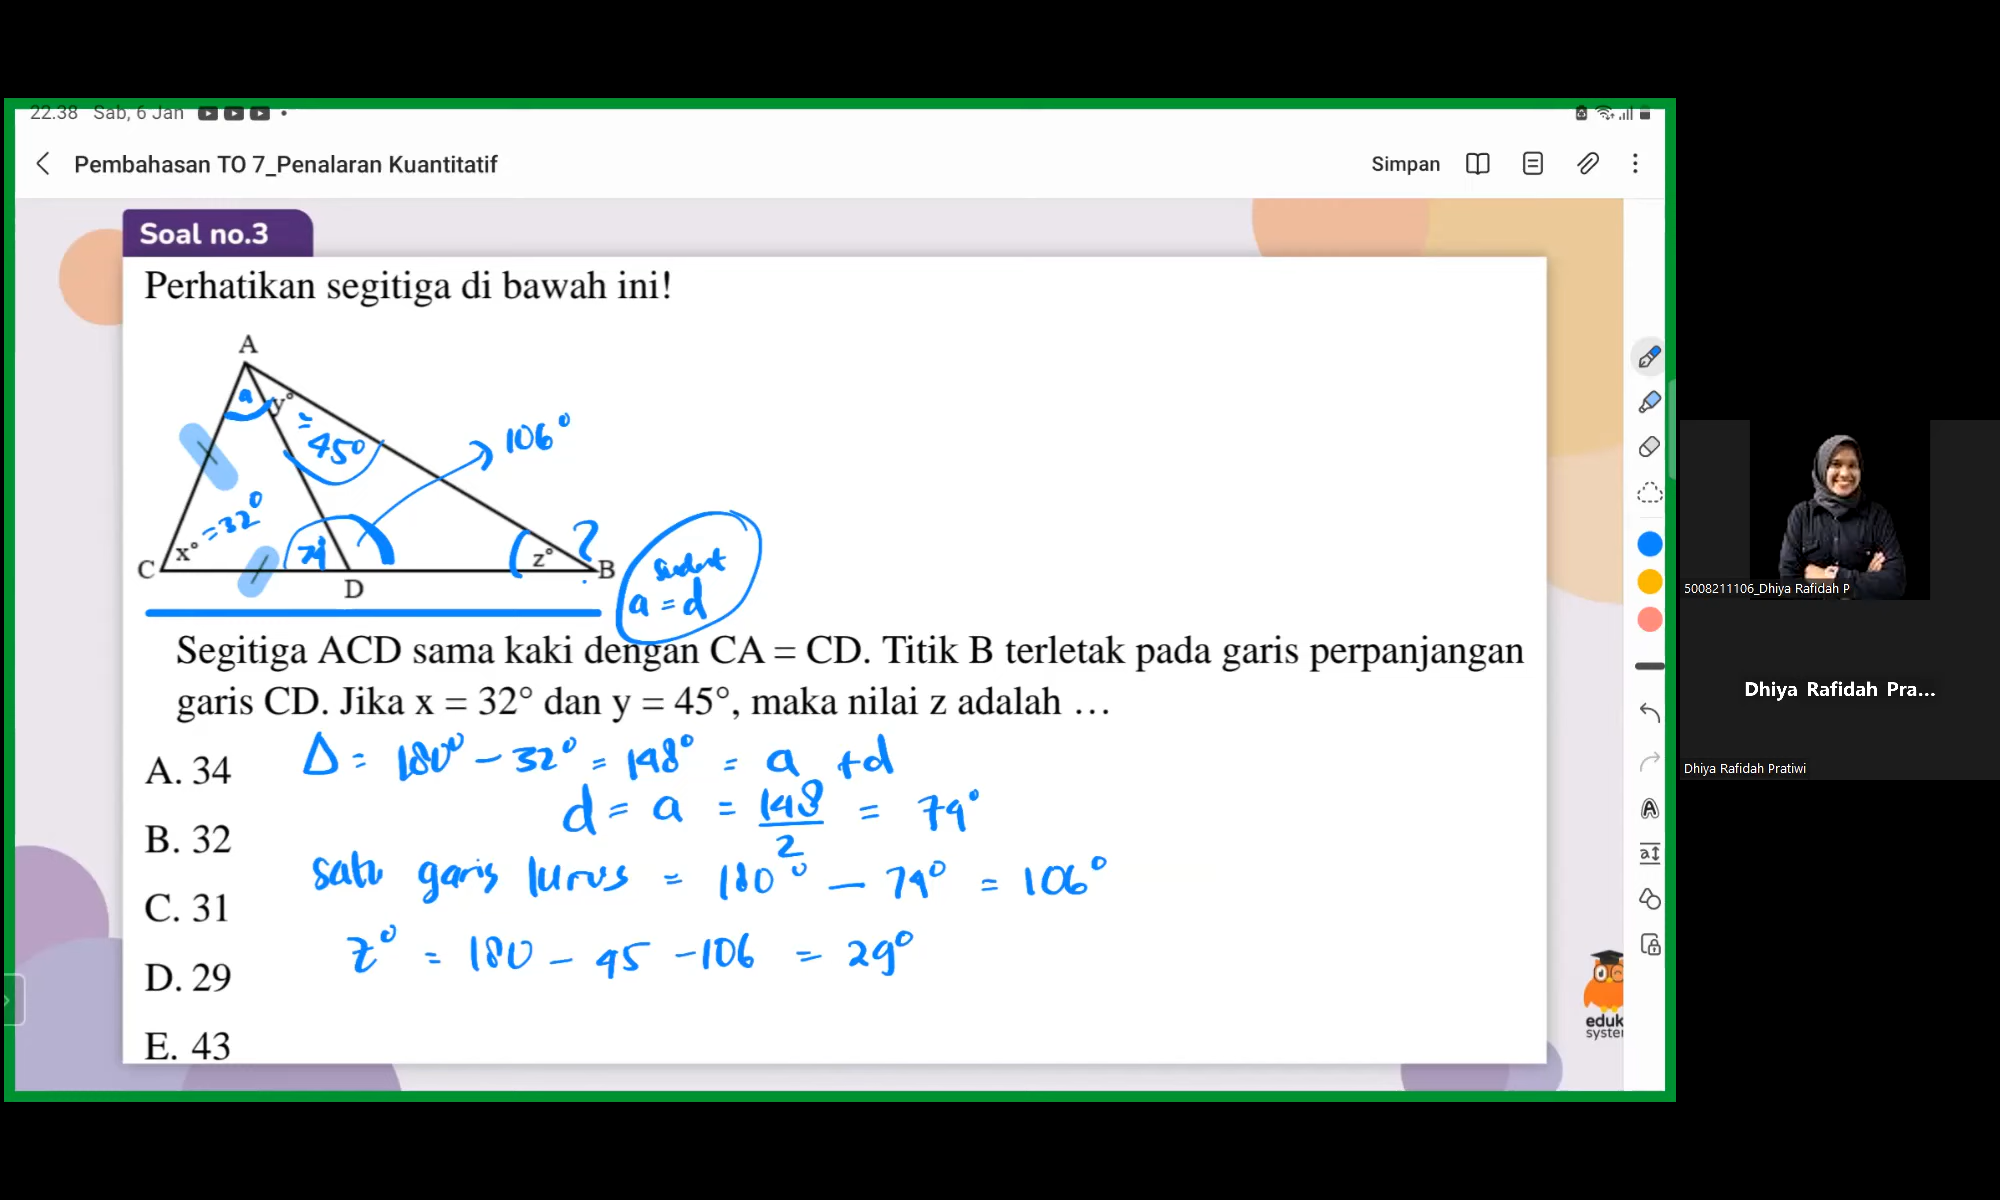 22.38 Sab, 6 Jan
Pembahasan TO 7_Penalaran Kuantitatif
Simpan
Soal no.3
Perhatikan segitiga di bawah ini!
A
a
y°
= 45°
106°
= 32°
x°
74°
z°
?
C
D
B
sudut
a = d
Segitiga ACD sama kaki dengan CA = CD. Titik B terletak pada garis perpanjangan
garis CD. Jika x = 32° dan y = 45°, maka nilai z adalah …
Δ = 180° – 32° = 148° = a + d
A. 34
d = a = 148/2 = 74°
B. 32
satu garis lurus = 180° – 74° = 106°
C. 31
z° = 180 – 45 – 106 = 29°
D. 29
E. 43
eduk
syster
5008211106_Dhiya Rafidah P
Dhiya Rafidah Pra...
Dhiya Rafidah Pratiwi